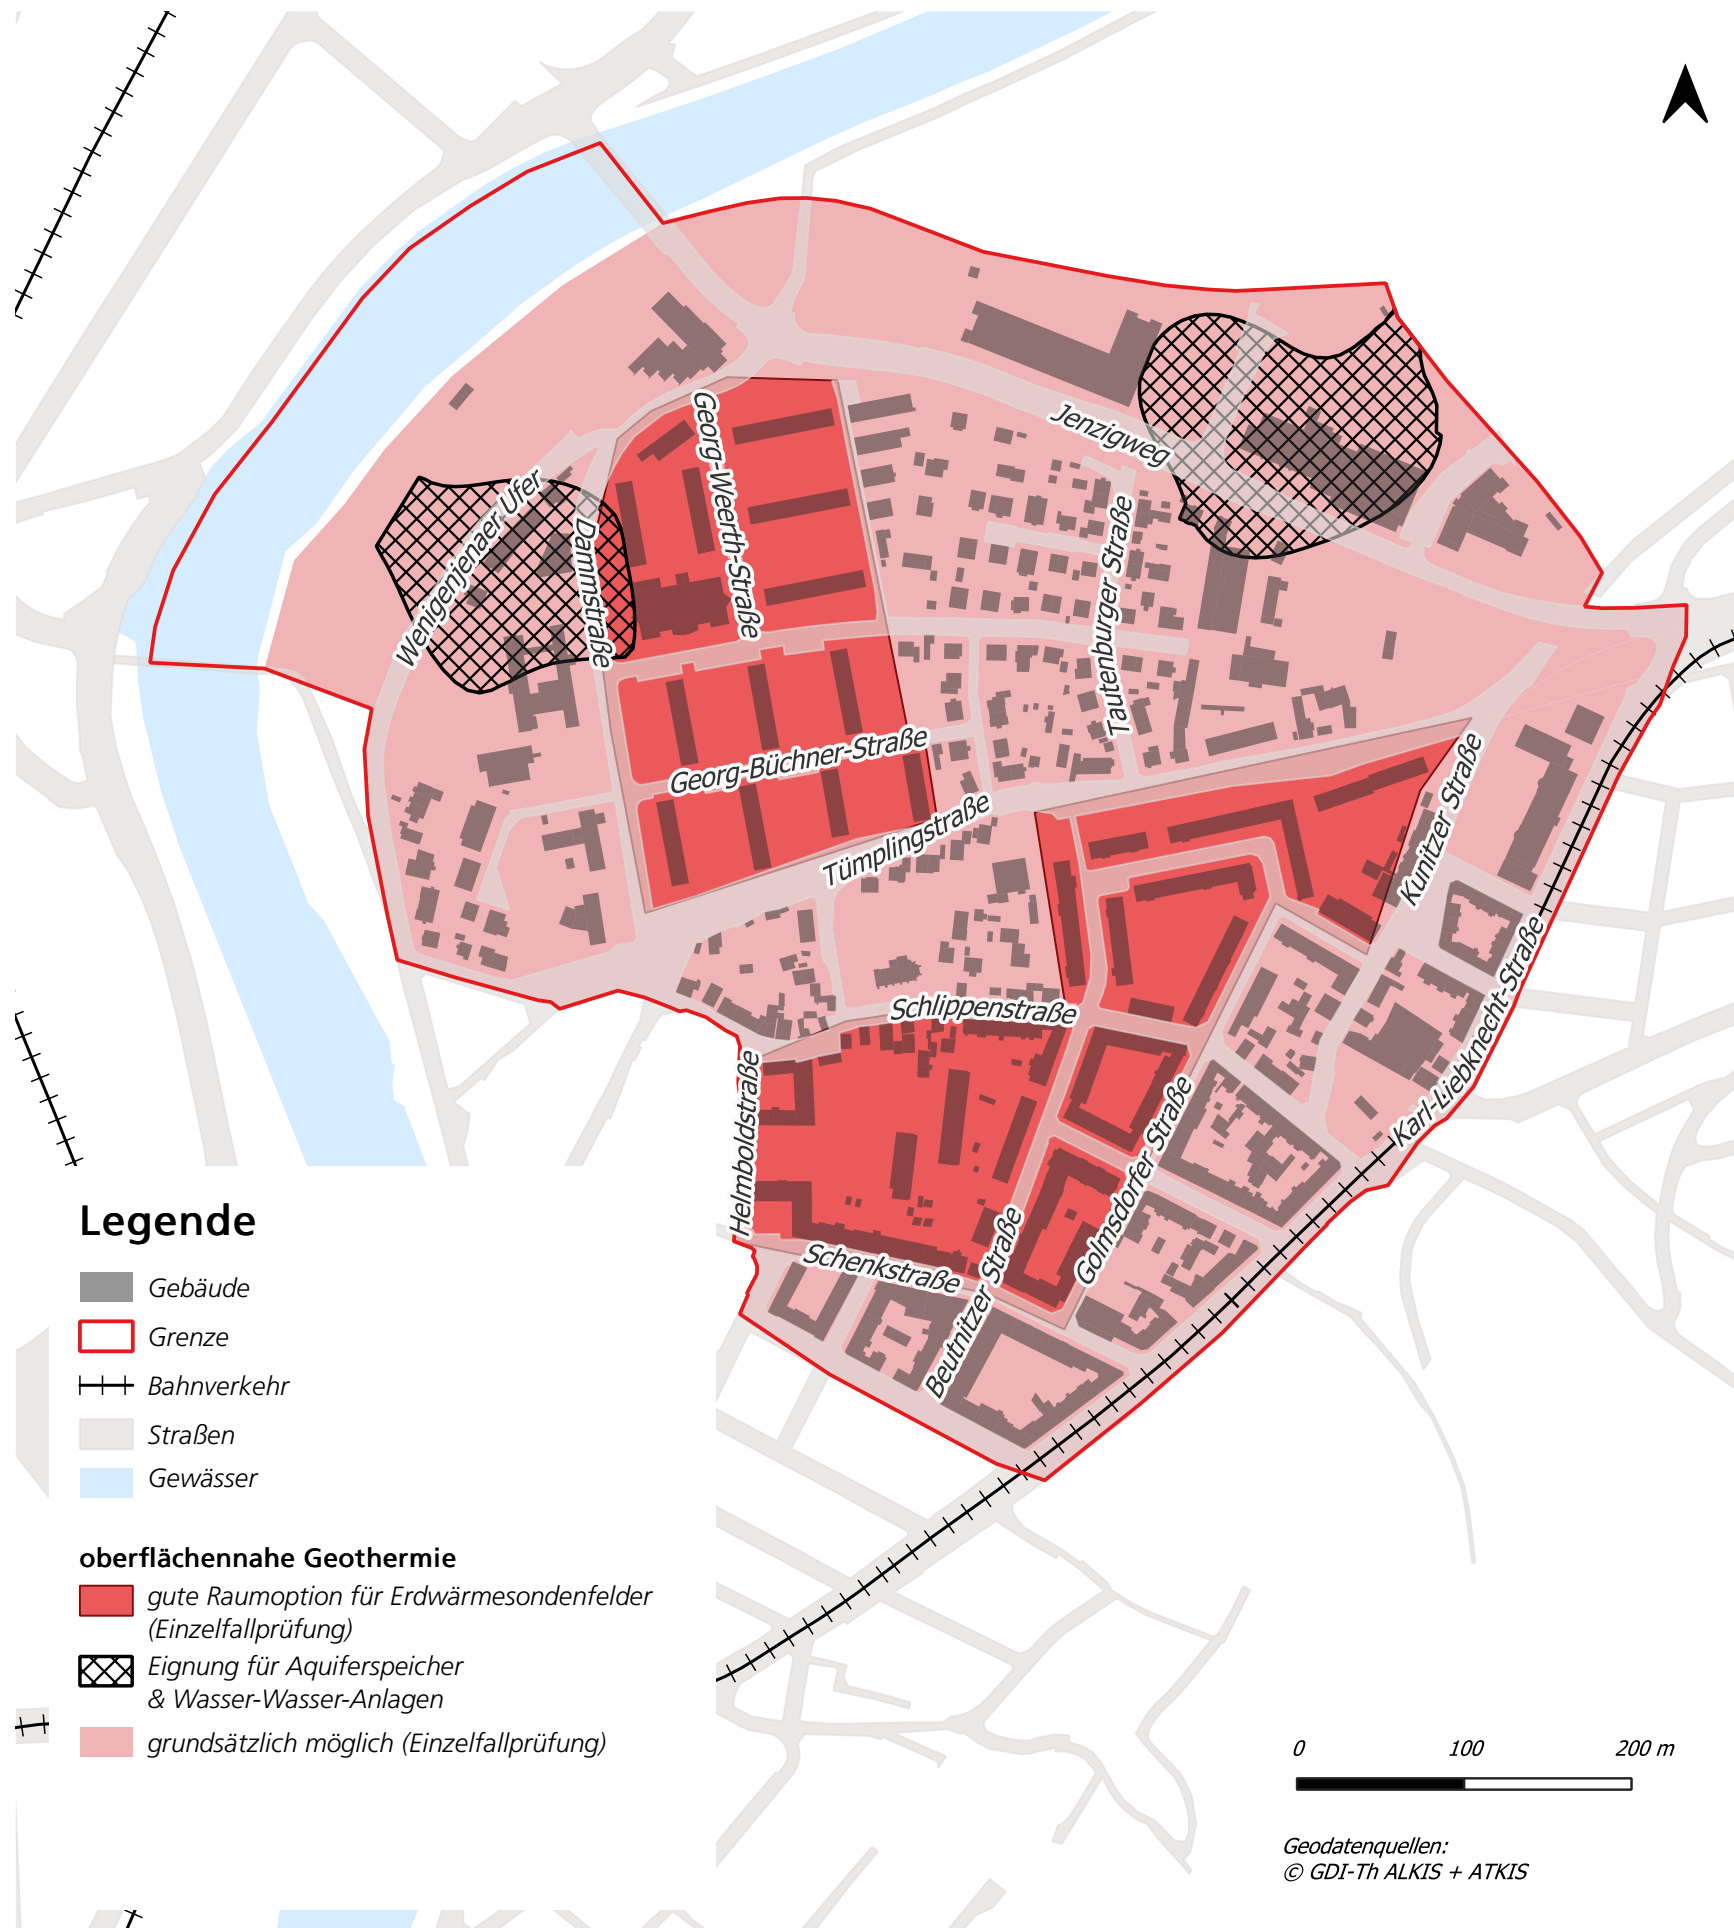 Georg-Weerth-Straße
Jenzigweg
Wenigenjenaer Ufer
Dammstraße
Tautenburger Straße
Georg-Büchner-Straße
Tümplingstraße
Kunitzer Straße
Karl-Liebknecht-Straße
Schlippenstraße
Helmboldstraße
Golmsdorfer Straße
Schenkstraße
Beutnitzer Straße
Legende
Gebäude
Grenze
Bahnverkehr
Straßen
Gewässer
oberflächennahe Geothermie
gute Raumoption für Erdwärmesondenfelder
(Einzelfallprüfung)
Eignung für Aquiferspeicher
& Wasser-Wasser-Anlagen
grundsätzlich möglich (Einzelfallprüfung)
0 100 200 m
Geodatenquellen:
© GDI-Th ALKIS + ATKIS